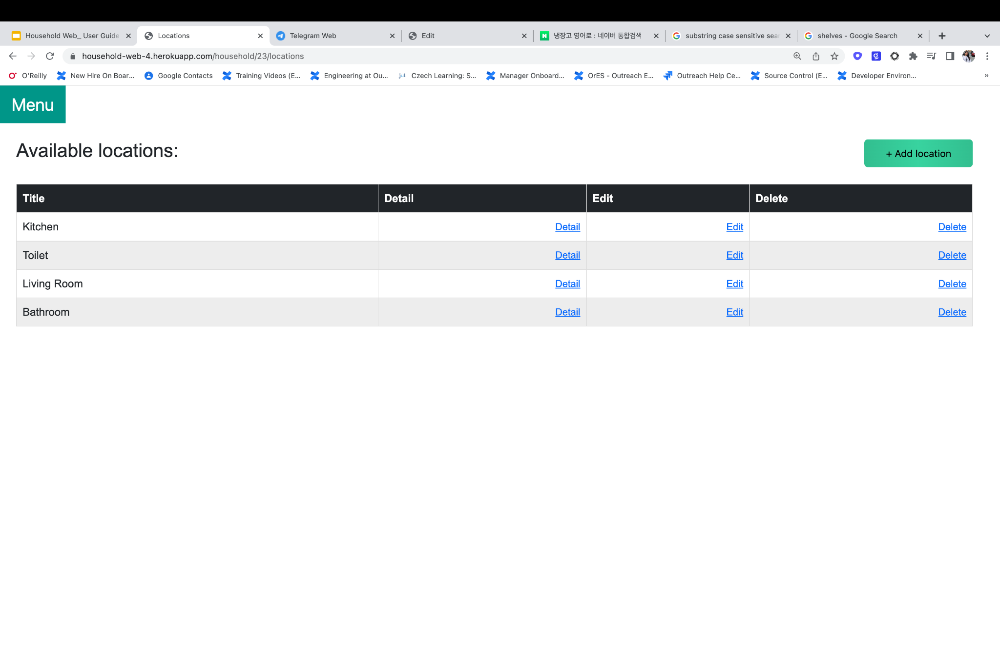 Household Web_ User Guide
Locations
Telegram Web
Edit
냉장고 영어로 : 네이버 통합검색
substring case sensitive sear
shelves - Google Search
household-web-4.herokuapp.com/household/23/locations
O'Reilly
New Hire On Boar...
Google Contacts
Training Videos (E...
Engineering at Ou...
Czech Learning: S...
Manager Onboard...
OrES - Outreach E...
Outreach Help Ce...
Source Control (E...
Developer Environ...
»
Menu
Available locations:
+ Add location
Title Detail Edit Delete
Kitchen Detail Edit Delete
Toilet Detail Edit Delete
Living Room Detail Edit Delete
Bathroom Detail Edit Delete